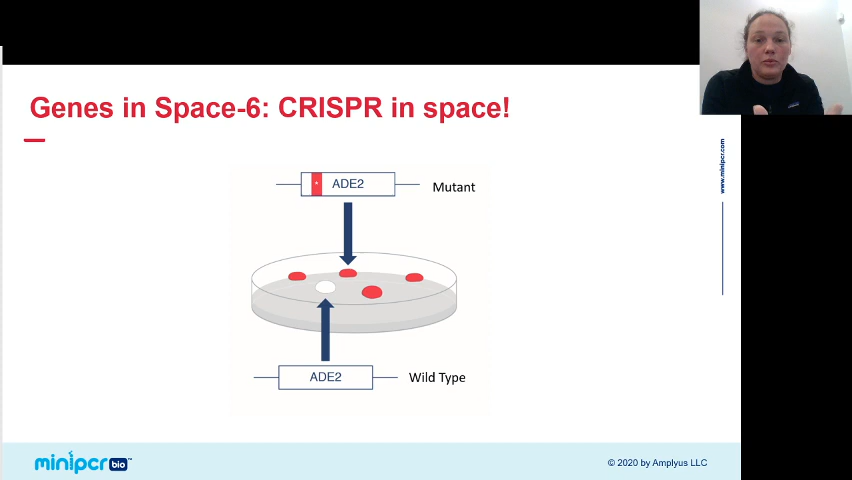 Genes in Space-6: CRISPR in space!
* ADE2
Mutant
ADE2
Wild Type
www.minipcr.com
minipcr bio™
© 2020 by Amplyus LLC